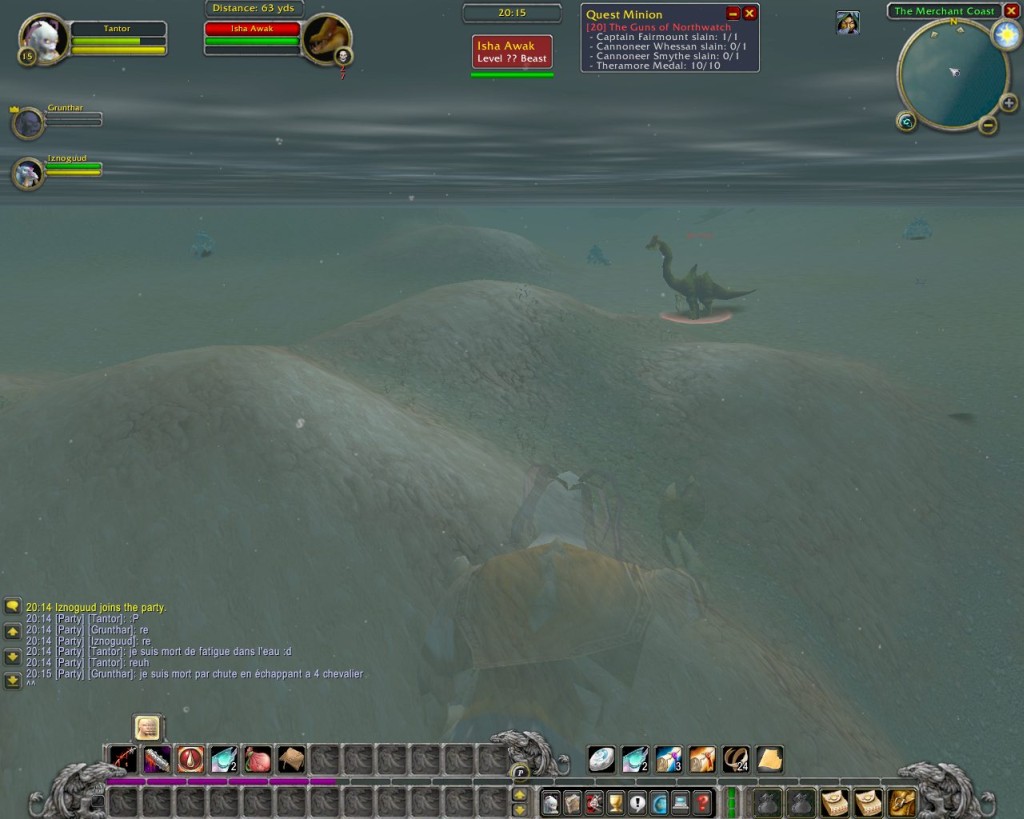 Distance: 63 yds
Tantor
Isha Awak
15
20:15
Isha Awak
Level ?? Beast
Quest Minion
[20] The Guns of Northwatch
- Captain Fairmount slain: 1/1
- Cannoneer Whessan slain: 0/1
- Cannoneer Smythe slain: 0/1
- Theramore Medal: 10/10
The Merchant Coast
N
Grunthar
Iznoguud
20:14 Iznoguud joins the party.
20:14 [Party] [Tantor]: :P
20:14 [Party] [Grunthar]: re
20:14 [Party] [Iznoguud]: re
20:14 [Party] [Tantor]: je suis mort de fatigue dans l'eau :d
20:14 [Party] [Tantor]: reuh
20:15 [Party] [Grunthar]: je suis mort par chute en échappant a 4 chevalier
^^
2
2
3
24
P